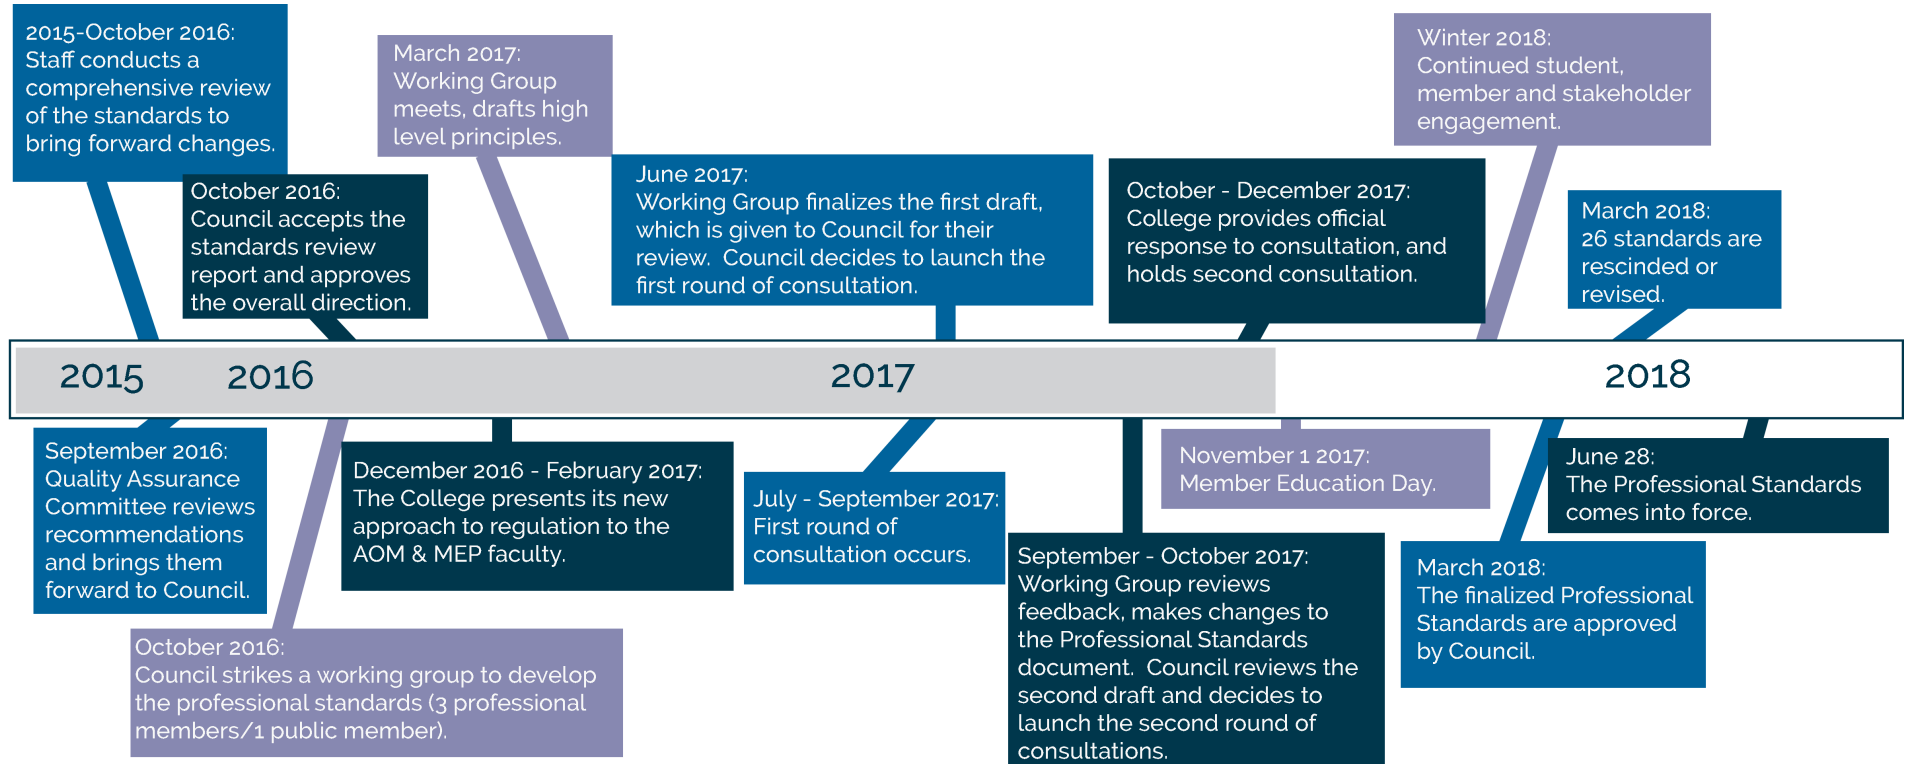 2015-October 2016:
Staff conducts a
comprehensive review
of the standards to
bring forward changes.
October 2016:
Council accepts the
standards review
report and approves
the overall direction.
March 2017:
Working Group
meets, drafts high
level principles.
June 2017:
Working Group finalizes the first draft,
which is given to Council for their
review.  Council decides to launch the
first round of consultation.
October - December 2017:
College provides official
response to consultation, and
holds second consultation.
Winter 2018:
Continued student,
member and stakeholder
engagement.
March 2018:
26 standards are
rescinded or
revised.
2015
2016
2017
2018
September 2016:
Quality Assurance
Committee reviews
recommendations
and brings them
forward to Council.
October 2016:
Council strikes a working group to develop
the professional standards (3 professional
members/1 public member).
December 2016 - February 2017:
The College presents its new
approach to regulation to the
AOM & MEP faculty.
July - September 2017:
First round of
consultation occurs.
September - October 2017:
Working Group reviews
feedback, makes changes to
the Professional Standards
document.  Council reviews the
second draft and decides to
launch the second round of
consultations.
November 1 2017:
Member Education Day.
March 2018:
The finalized Professional
Standards are approved
by Council.
June 28:
The Professional Standards
comes into force.